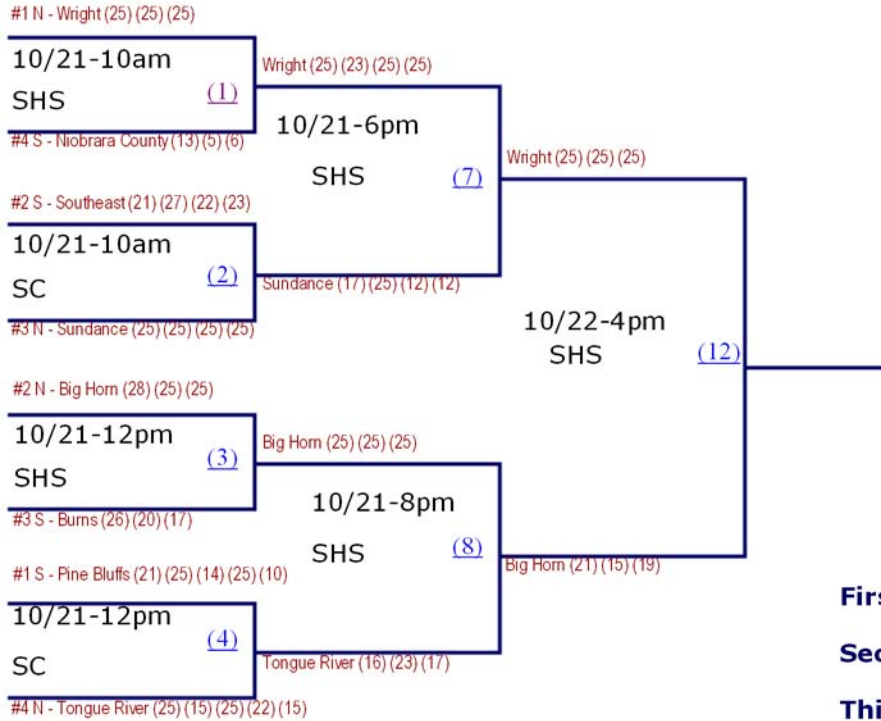 #1 N - Wright (25) (25) (25)
10/21-10am
SHS
(1)
#4 S - Niobrara County (13) (5) (6)
Wright (25) (23) (25) (25)
10/21-6pm
SHS
(7)
#2 S - Southeast (21) (27) (22) (23)
10/21-10am
SC
(2)
#3 N - Sundance (25) (25) (25) (25)
Sundance (17) (25) (12) (12)
Wright (25) (25) (25)
10/22-4pm
SHS
(12)
#2 N - Big Horn (28) (25) (25)
10/21-12pm
SHS
(3)
#3 S - Burns (26) (20) (17)
Big Horn (25) (25) (25)
10/21-8pm
SHS
(8)
Big Horn (21) (15) (19)
#1 S - Pine Bluffs (21) (25) (14) (25) (10)
10/21-12pm
SC
(4)
#4 N - Tongue River (25) (15) (25) (22) (15)
Tongue River (16) (23) (17)
Firs
Sec
Thi